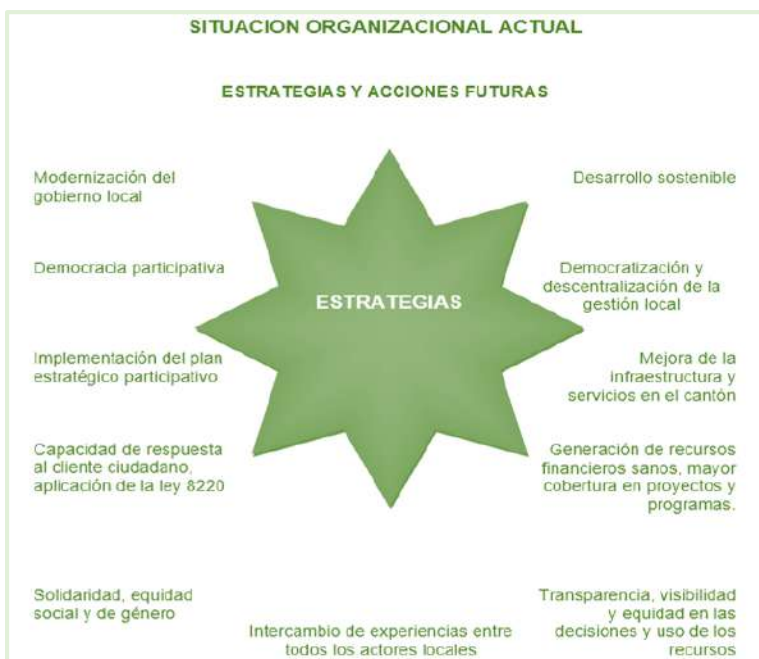 SITUACION ORGANIZACIONAL ACTUAL
ESTRATEGIAS Y ACCIONES FUTURAS
Modernización del
gobierno local
Desarrollo sostenible
Democracia participativa
Democratización y
descentralización de la
gestión local
ESTRATEGIAS
Implementación del plan
estratégico participativo
Mejora de la
infraestructura y
servicios en el cantón
Capacidad de respuesta
al cliente ciudadano,
aplicación de la ley 8220
Generación de recursos
financieros sanos, mayor
cobertura en proyectos y
programas.
Solidaridad, equidad
social y de género
Intercambio de experiencias entre
todos los actores locales
Transparencia, visibilidad
y equidad en las
decisiones y uso de los
recursos